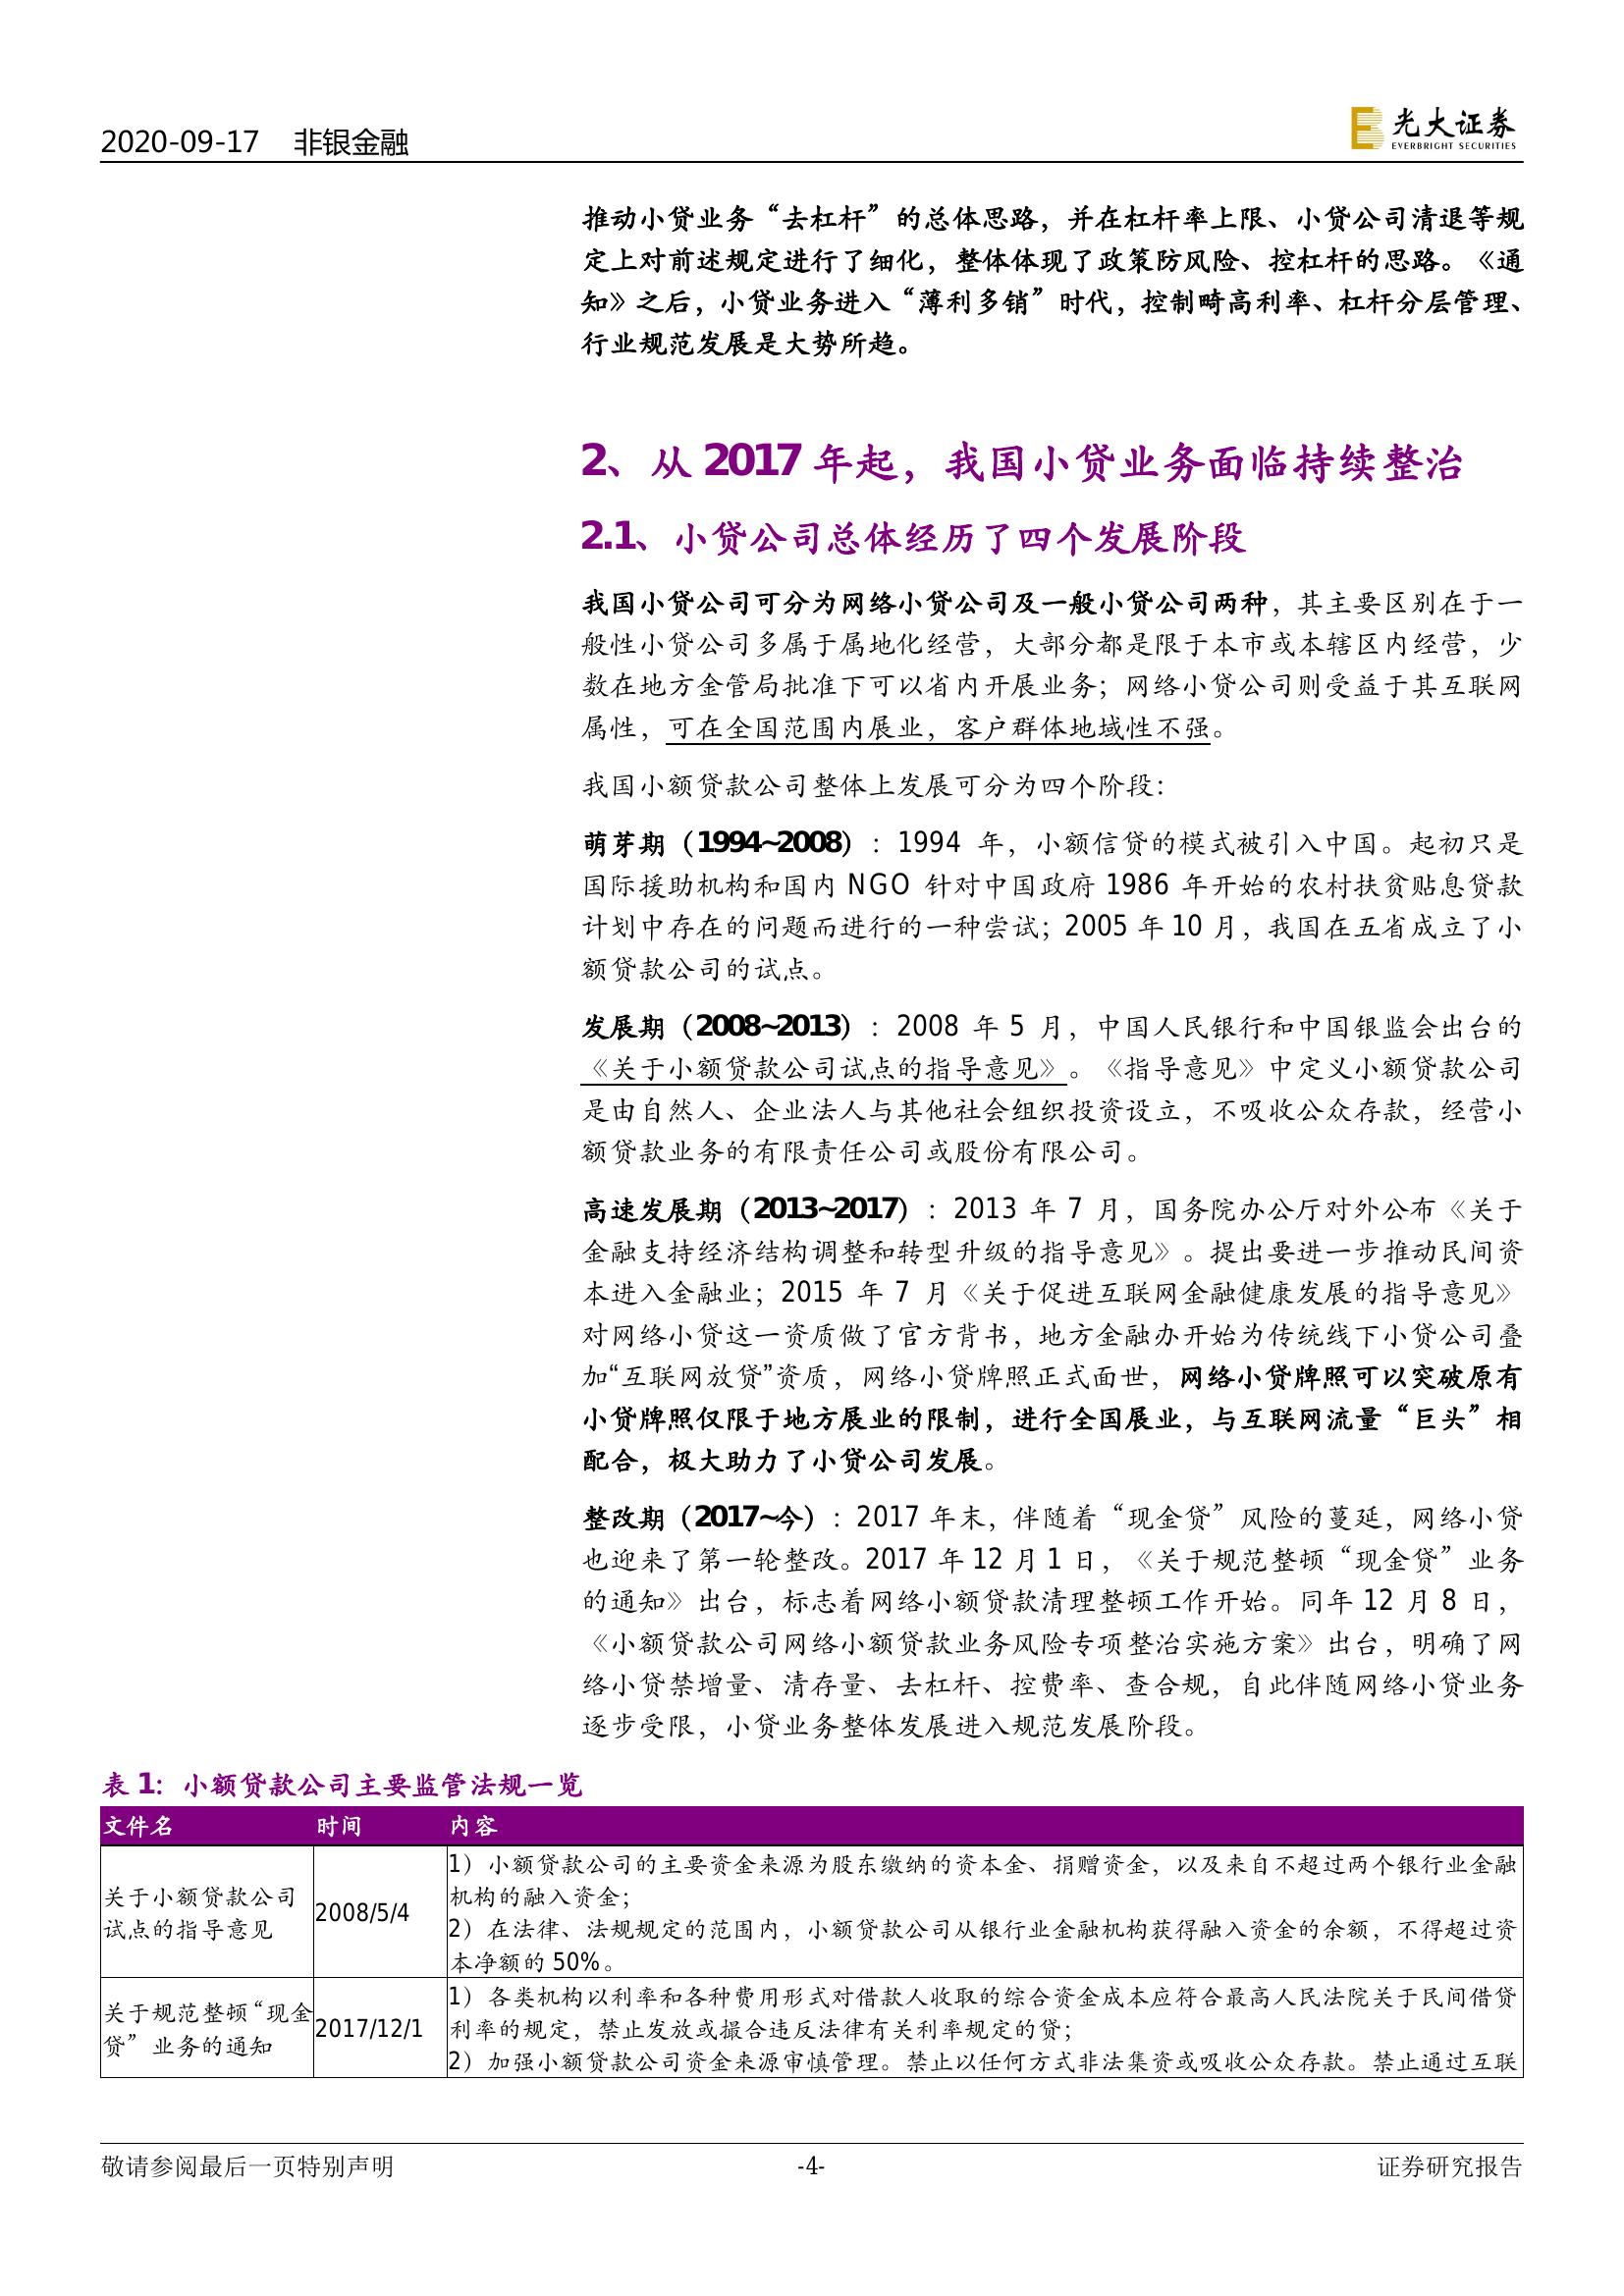 2020-09-17 非银金融
光大证券
EVERBRIGHT SECURITIES
推动小贷业务“去杠杆”的总体思路，并在杠杆率上限、小贷公司清退等规
定上对前述规定进行了细化，整体体现了政策防风险、控杠杆的思路。《通
知》之后，小贷业务进入“薄利多销”时代，控制畸高利率、杠杆分层管理、
行业规范发展是大势所趋。
2、从 2017 年起，我国小贷业务面临持续整治
2.1、小贷公司总体经历了四个发展阶段
我国小贷公司可分为网络小贷公司及一般小贷公司两种，其主要区别在于一
般性小贷公司多属于属地化经营，大部分都是限于本市或本辖区内经营，少
数在地方金管局批准下可以省内开展业务；网络小贷公司则受益于其互联网
属性，可在全国范围内展业，客户群体地域性不强。
我国小额贷款公司整体上发展可分为四个阶段：
萌芽期（1994~2008）：1994 年，小额信贷的模式被引入中国。起初只是
国际援助机构和国内 NGO 针对中国政府 1986 年开始的农村扶贫贴息贷款
计划中存在的问题而进行的一种尝试；2005 年 10 月，我国在五省成立了小
额贷款公司的试点。
发展期（2008~2013）：2008 年 5 月，中国人民银行和中国银监会出台的
《关于小额贷款公司试点的指导意见》。《指导意见》中定义小额贷款公司
是由自然人、企业法人与其他社会组织投资设立，不吸收公众存款，经营小
额贷款业务的有限责任公司或股份有限公司。
高速发展期（2013~2017）：2013 年 7 月，国务院办公厅对外公布《关于
金融支持经济结构调整和转型升级的指导意见》。提出要进一步推动民间资
本进入金融业；2015 年 7 月《关于促进互联网金融健康发展的指导意见》
对网络小贷这一资质做了官方背书，地方金融办开始为传统线下小贷公司叠
加“互联网放贷”资质，网络小贷牌照正式面世，网络小贷牌照可以突破原有
小贷牌照仅限于地方展业的限制，进行全国展业，与互联网流量“巨头”相
配合，极大助力了小贷公司发展。
整改期（2017~今）：2017 年末，伴随着“现金贷”风险的蔓延，网络小贷
也迎来了第一轮整改。2017 年 12 月 1 日，《关于规范整顿“现金贷”业务
的通知》出台，标志着网络小额贷款清理整顿工作开始。同年 12 月 8 日，
《小额贷款公司网络小额贷款业务风险专项整治实施方案》出台，明确了网
络小贷禁增量、清存量、去杠杆、控费率、查合规，自此伴随网络小贷业务
逐步受限，小贷业务整体发展进入规范发展阶段。
表 1：小额贷款公司主要监管法规一览
文件名 时间 内容
关于小额贷款公司
试点的指导意见
2008/5/4
1）小额贷款公司的主要资金来源为股东缴纳的资本金、捐赠资金，以及来自不超过两个银行业金融
机构的融入资金；
2）在法律、法规规定的范围内，小额贷款公司从银行业金融机构获得融入资金的余额，不得超过资
本净额的 50%。
关于规范整顿“现金
贷”业务的通知
2017/12/1
1）各类机构以利率和各种费用形式对借款人收取的综合资金成本应符合最高人民法院关于民间借贷
利率的规定，禁止发放或撮合违反法律有关利率规定的贷；
2）加强小额贷款公司资金来源审慎管理。禁止以任何方式非法集资或吸收公众存款。禁止通过互联
敬请参阅最后一页特别声明 -4- 证券研究报告